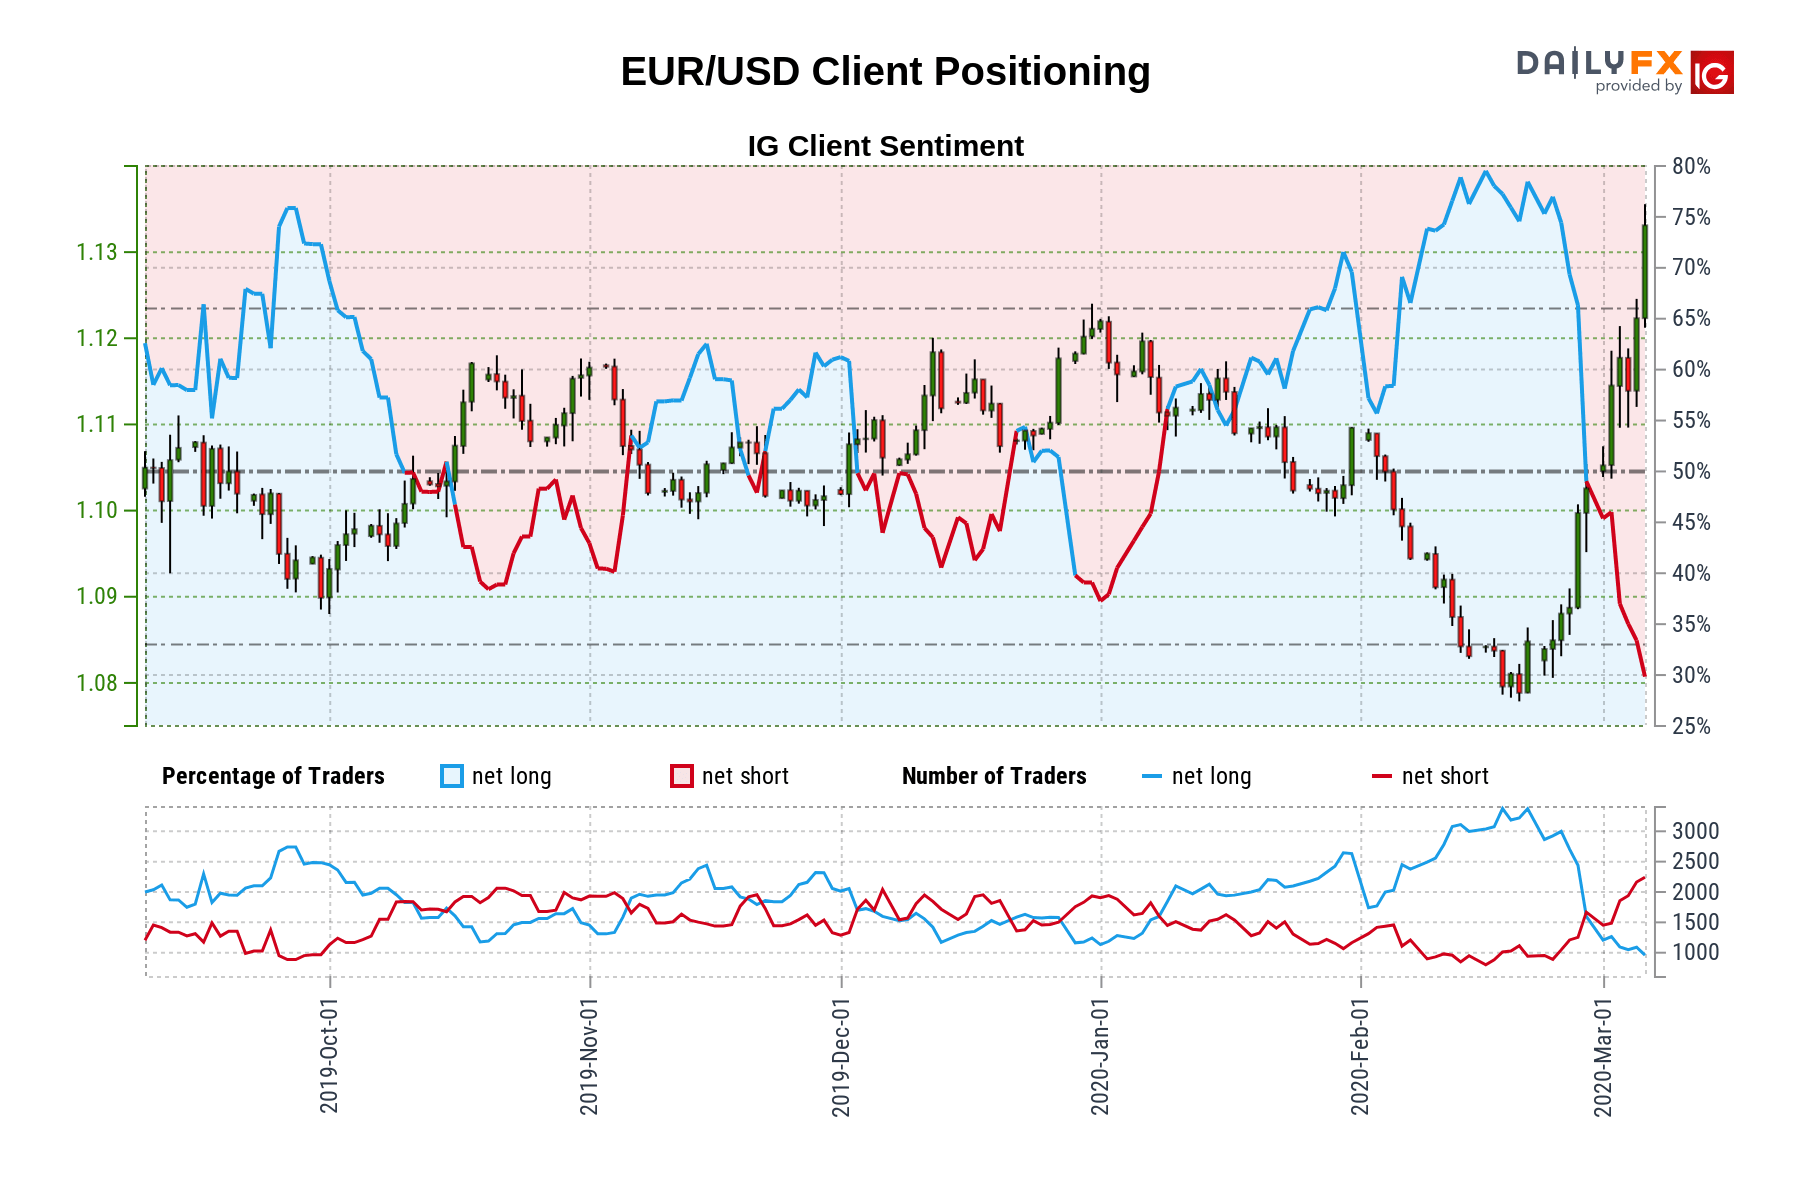 EUR/USD Client Positioning
DAILYFX
provided by IG
IG Client Sentiment
1.13
1.12
1.11
1.10
1.09
1.08
80%
75%
70%
65%
60%
55%
50%
45%
40%
35%
30%
25%
Percentage of Traders net long net short Number of Traders net long net short
3000
2500
2000
1500
1000
2019-Oct-01
2019-Nov-01
2019-Dec-01
2020-Jan-01
2020-Feb-01
2020-Mar-01